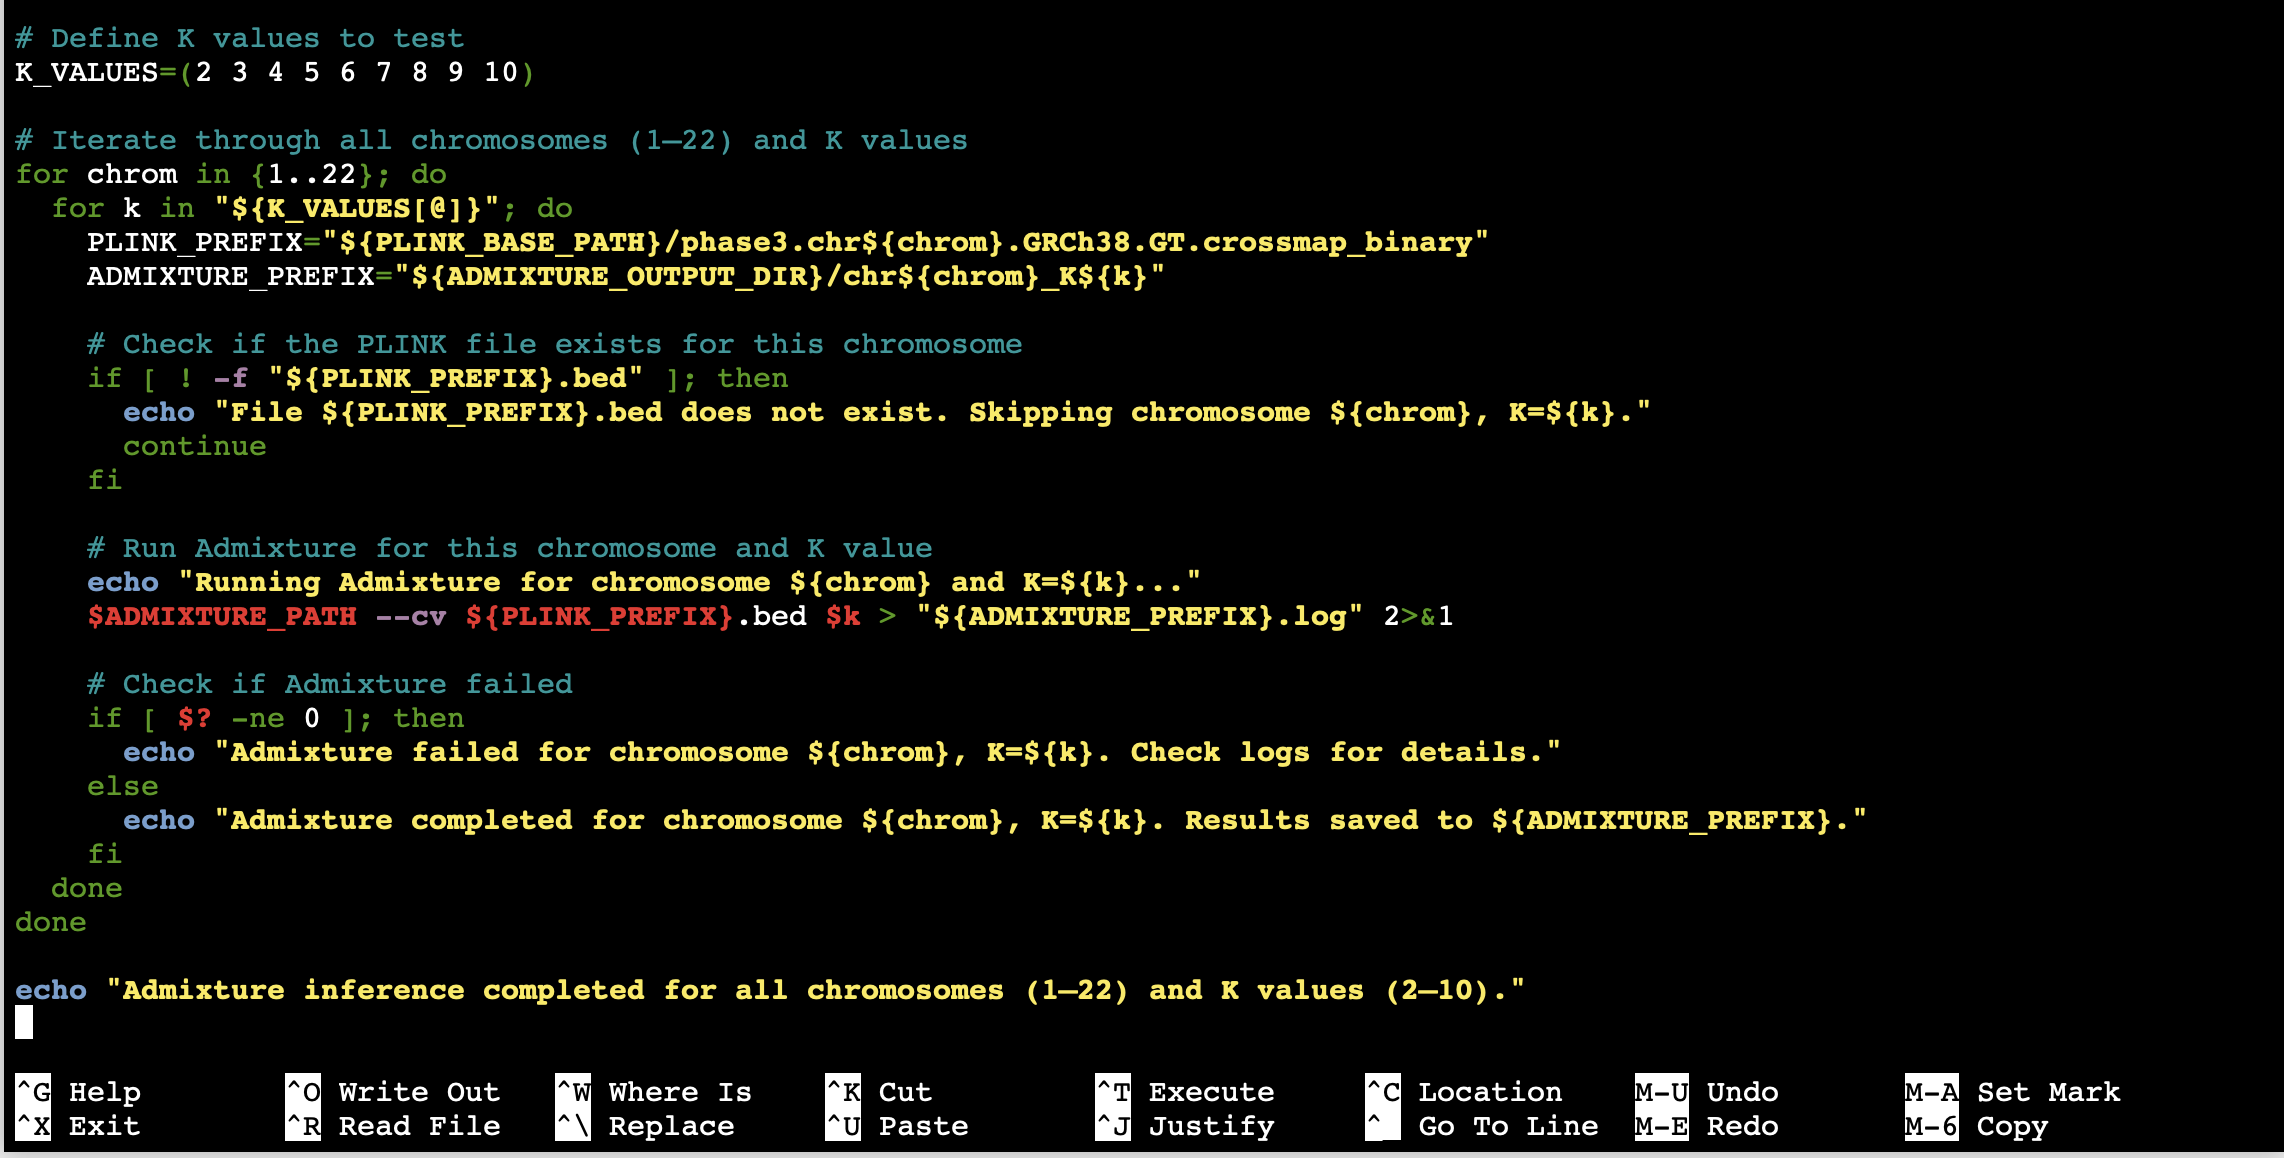 # Define K values to test
K_VALUES=(2 3 4 5 6 7 8 9 10)
# Iterate through all chromosomes (1–22) and K values
for chrom in {1..22}; do
  for k in "${K_VALUES[@]}"; do
    PLINK_PREFIX="${PLINK_BASE_PATH}/phase3.chr${chrom}.GRCh38.GT.crossmap_binary"
    ADMIXTURE_PREFIX="${ADMIXTURE_OUTPUT_DIR}/chr${chrom}_K${k}"
    # Check if the PLINK file exists for this chromosome
    if [ ! -f "${PLINK_PREFIX}.bed" ]; then
      echo "File ${PLINK_PREFIX}.bed does not exist. Skipping chromosome ${chrom}, K=${k}."
      continue
    fi
    # Run Admixture for this chromosome and K value
    echo "Running Admixture for chromosome ${chrom} and K=${k}..."
    $ADMIXTURE_PATH --cv ${PLINK_PREFIX}.bed $k > "${ADMIXTURE_PREFIX}.log" 2>&1
    # Check if Admixture failed
    if [ $? -ne 0 ]; then
      echo "Admixture failed for chromosome ${chrom}, K=${k}. Check logs for details."
    else
      echo "Admixture completed for chromosome ${chrom}, K=${k}. Results saved to ${ADMIXTURE_PREFIX}."
    fi
  done
done
echo "Admixture inference completed for all chromosomes (1–22) and K values (2–10)."
^G Help ^O Write Out ^W Where Is ^K Cut ^T Execute ^C Location M-U Undo M-A Set Mark
^X Exit ^R Read File ^\ Replace ^U Paste ^J Justify ^_ Go To Line M-E Redo M-6 Copy